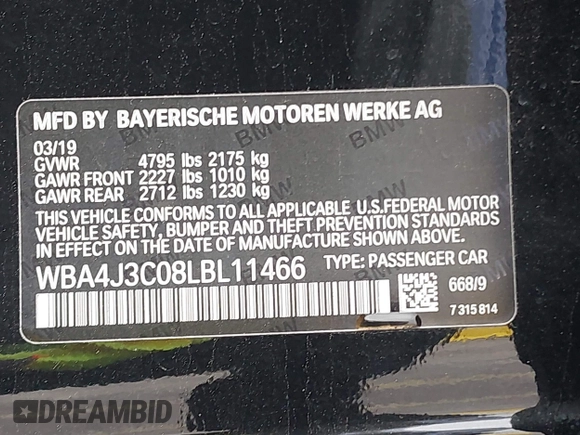 MFD BY BAYERISCHE MOTOREN WERKE AG
03/19
GVWR 4795 lbs 2175 kg
GAWR FRONT 2227 lbs 1010 kg
GAWR REAR 2712 lbs 1230 kg
THIS VEHICLE CONFORMS TO ALL APPLICABLE U.S.FEDERAL MOTOR
VEHICLE SAFETY, BUMPER AND THEFT PREVENTION STANDARDS
IN EFFECT ON THE DATE OF MANUFACTURE SHOWN ABOVE.
WBA4J3C08LBL11466 TYPE: PASSENGER CAR
668/9
7 315 814
DREAMBID